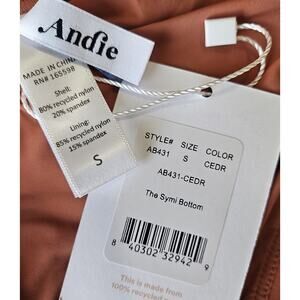 Andie
MADE IN CHINA
RN# 165598
Shell:
80% recycled nylon
20% spandex
Lining:
85% recycled nylon
15% spandex
S
STYLE# SIZE COLOR
AB431 S CEDR
AB431-CEDR
The Symi Bottom
8 40302 32942 9
This is made from
100% recycled